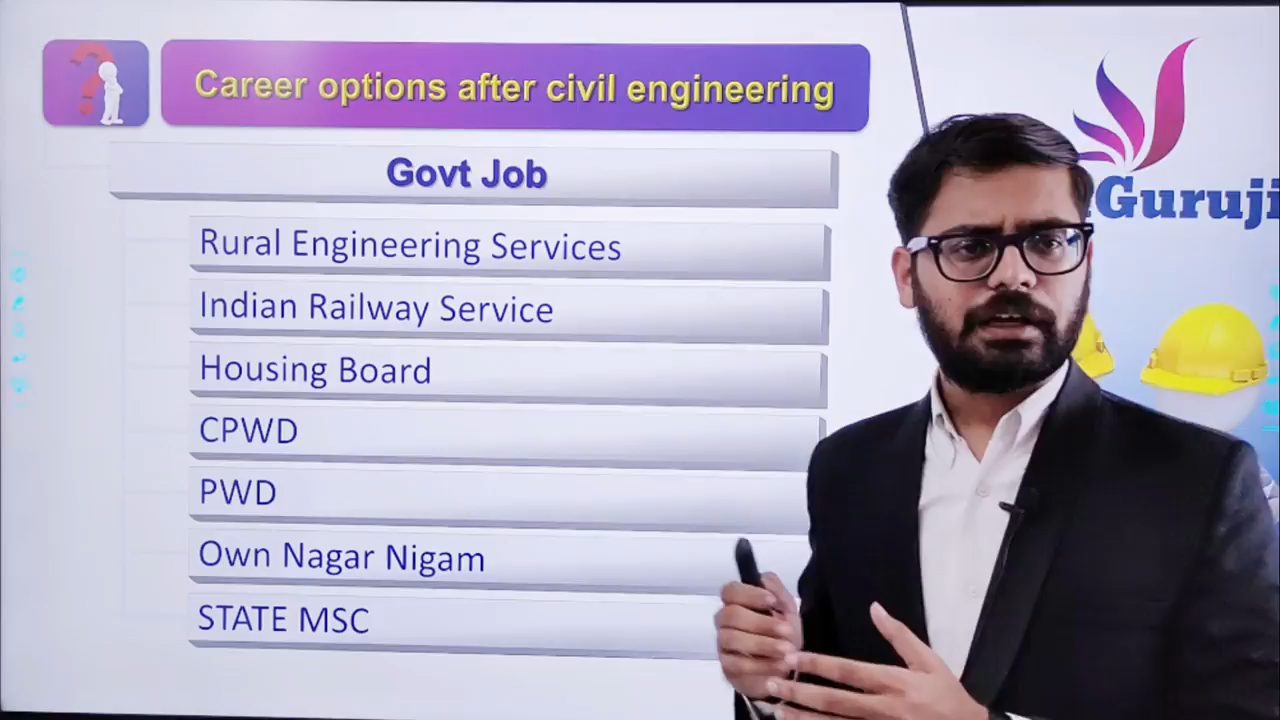 Career options after civil engineering
Govt Job
Rural Engineering Services
Indian Railway Service
Housing Board
CPWD
PWD
Own Nagar Nigam
STATE MSC
Guruji